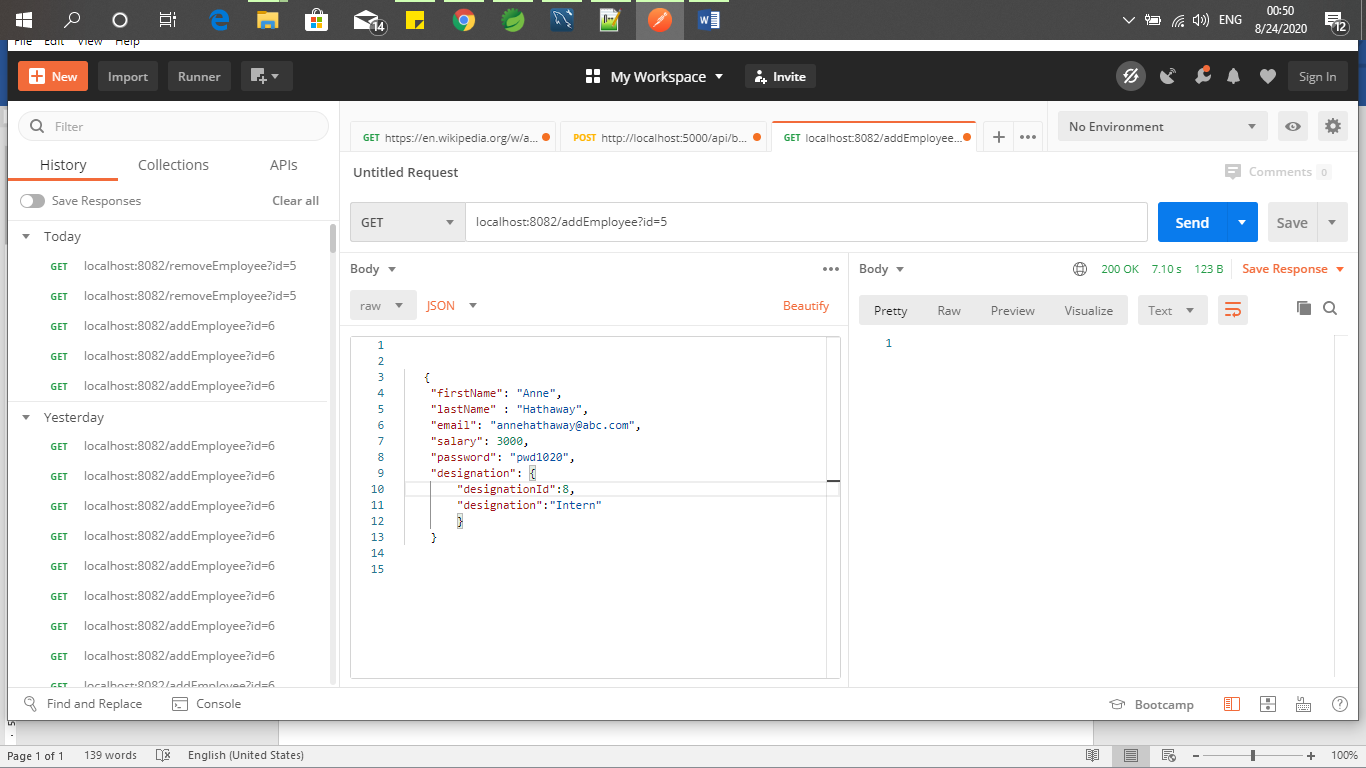 14
ENG
00:50
8/24/2020
12
File Edit View Help
New
Import
Runner
My Workspace
Invite
Sign In
Filter
GET https://en.wikipedia.org/w/a...
POST http://localhost:5000/api/b...
GET localhost:8082/addEmployee...
No Environment
History
Collections
APIs
Untitled Request
Comments 0
Save Responses
Clear all
GET
localhost:8082/addEmployee?id=5
Send
Save
Today
GET localhost:8082/removeEmployee?id=5
GET localhost:8082/removeEmployee?id=5
GET localhost:8082/addEmployee?id=6
GET localhost:8082/addEmployee?id=6
GET localhost:8082/addEmployee?id=6
Yesterday
GET localhost:8082/addEmployee?id=6
GET localhost:8082/addEmployee?id=6
GET localhost:8082/addEmployee?id=6
GET localhost:8082/addEmployee?id=6
GET localhost:8082/addEmployee?id=6
GET localhost:8082/addEmployee?id=6
GET localhost:8082/addEmployee?id=6
GET localhost:8082/addEmployee?id=6
GET localhost:8082/addEmployee?id=6
Body
raw
JSON
Beautify
1
2
3 {
4 "firstName": "Anne",
5 "lastName" : "Hathaway",
6 "email": "annehathaway@abc.com",
7 "salary": 3000,
8 "password": "pwd1020",
9 "designation": {
10 "designationId":8,
11 "designation":"Intern"
12 }
13 }
14
15
Body
200 OK 7.10 s 123 B
Save Response
Pretty
Raw
Preview
Visualize
Text
1
Find and Replace
Console
Bootcamp
Page 1 of 1
139 words
English (United States)
100%